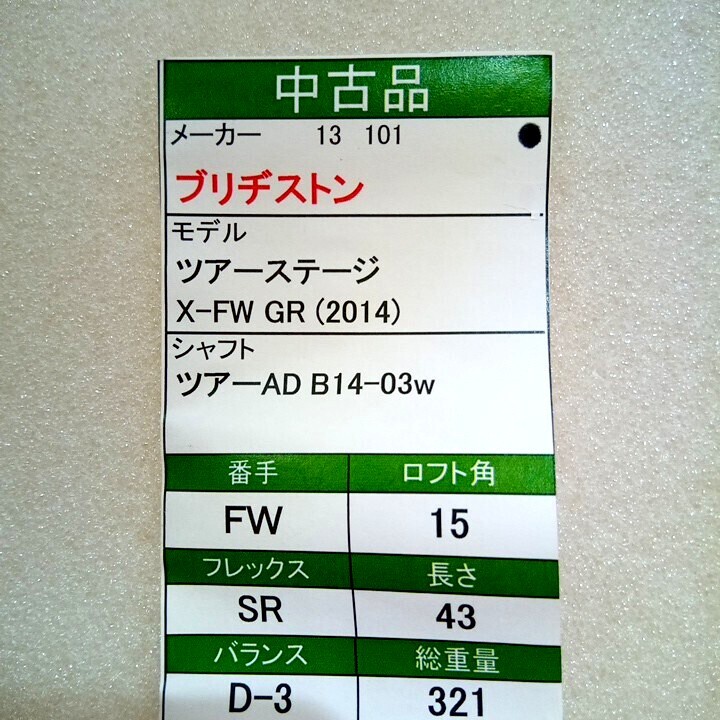 中古品
メーカー 13 101
ブリヂストン
モデル
ツアーステージ
X-FW GR (2014)
シャフト
ツアーAD B14-03w
番手 ロフト角
FW 15
フレックス 長さ
SR 43
バランス 総重量
D-3 321